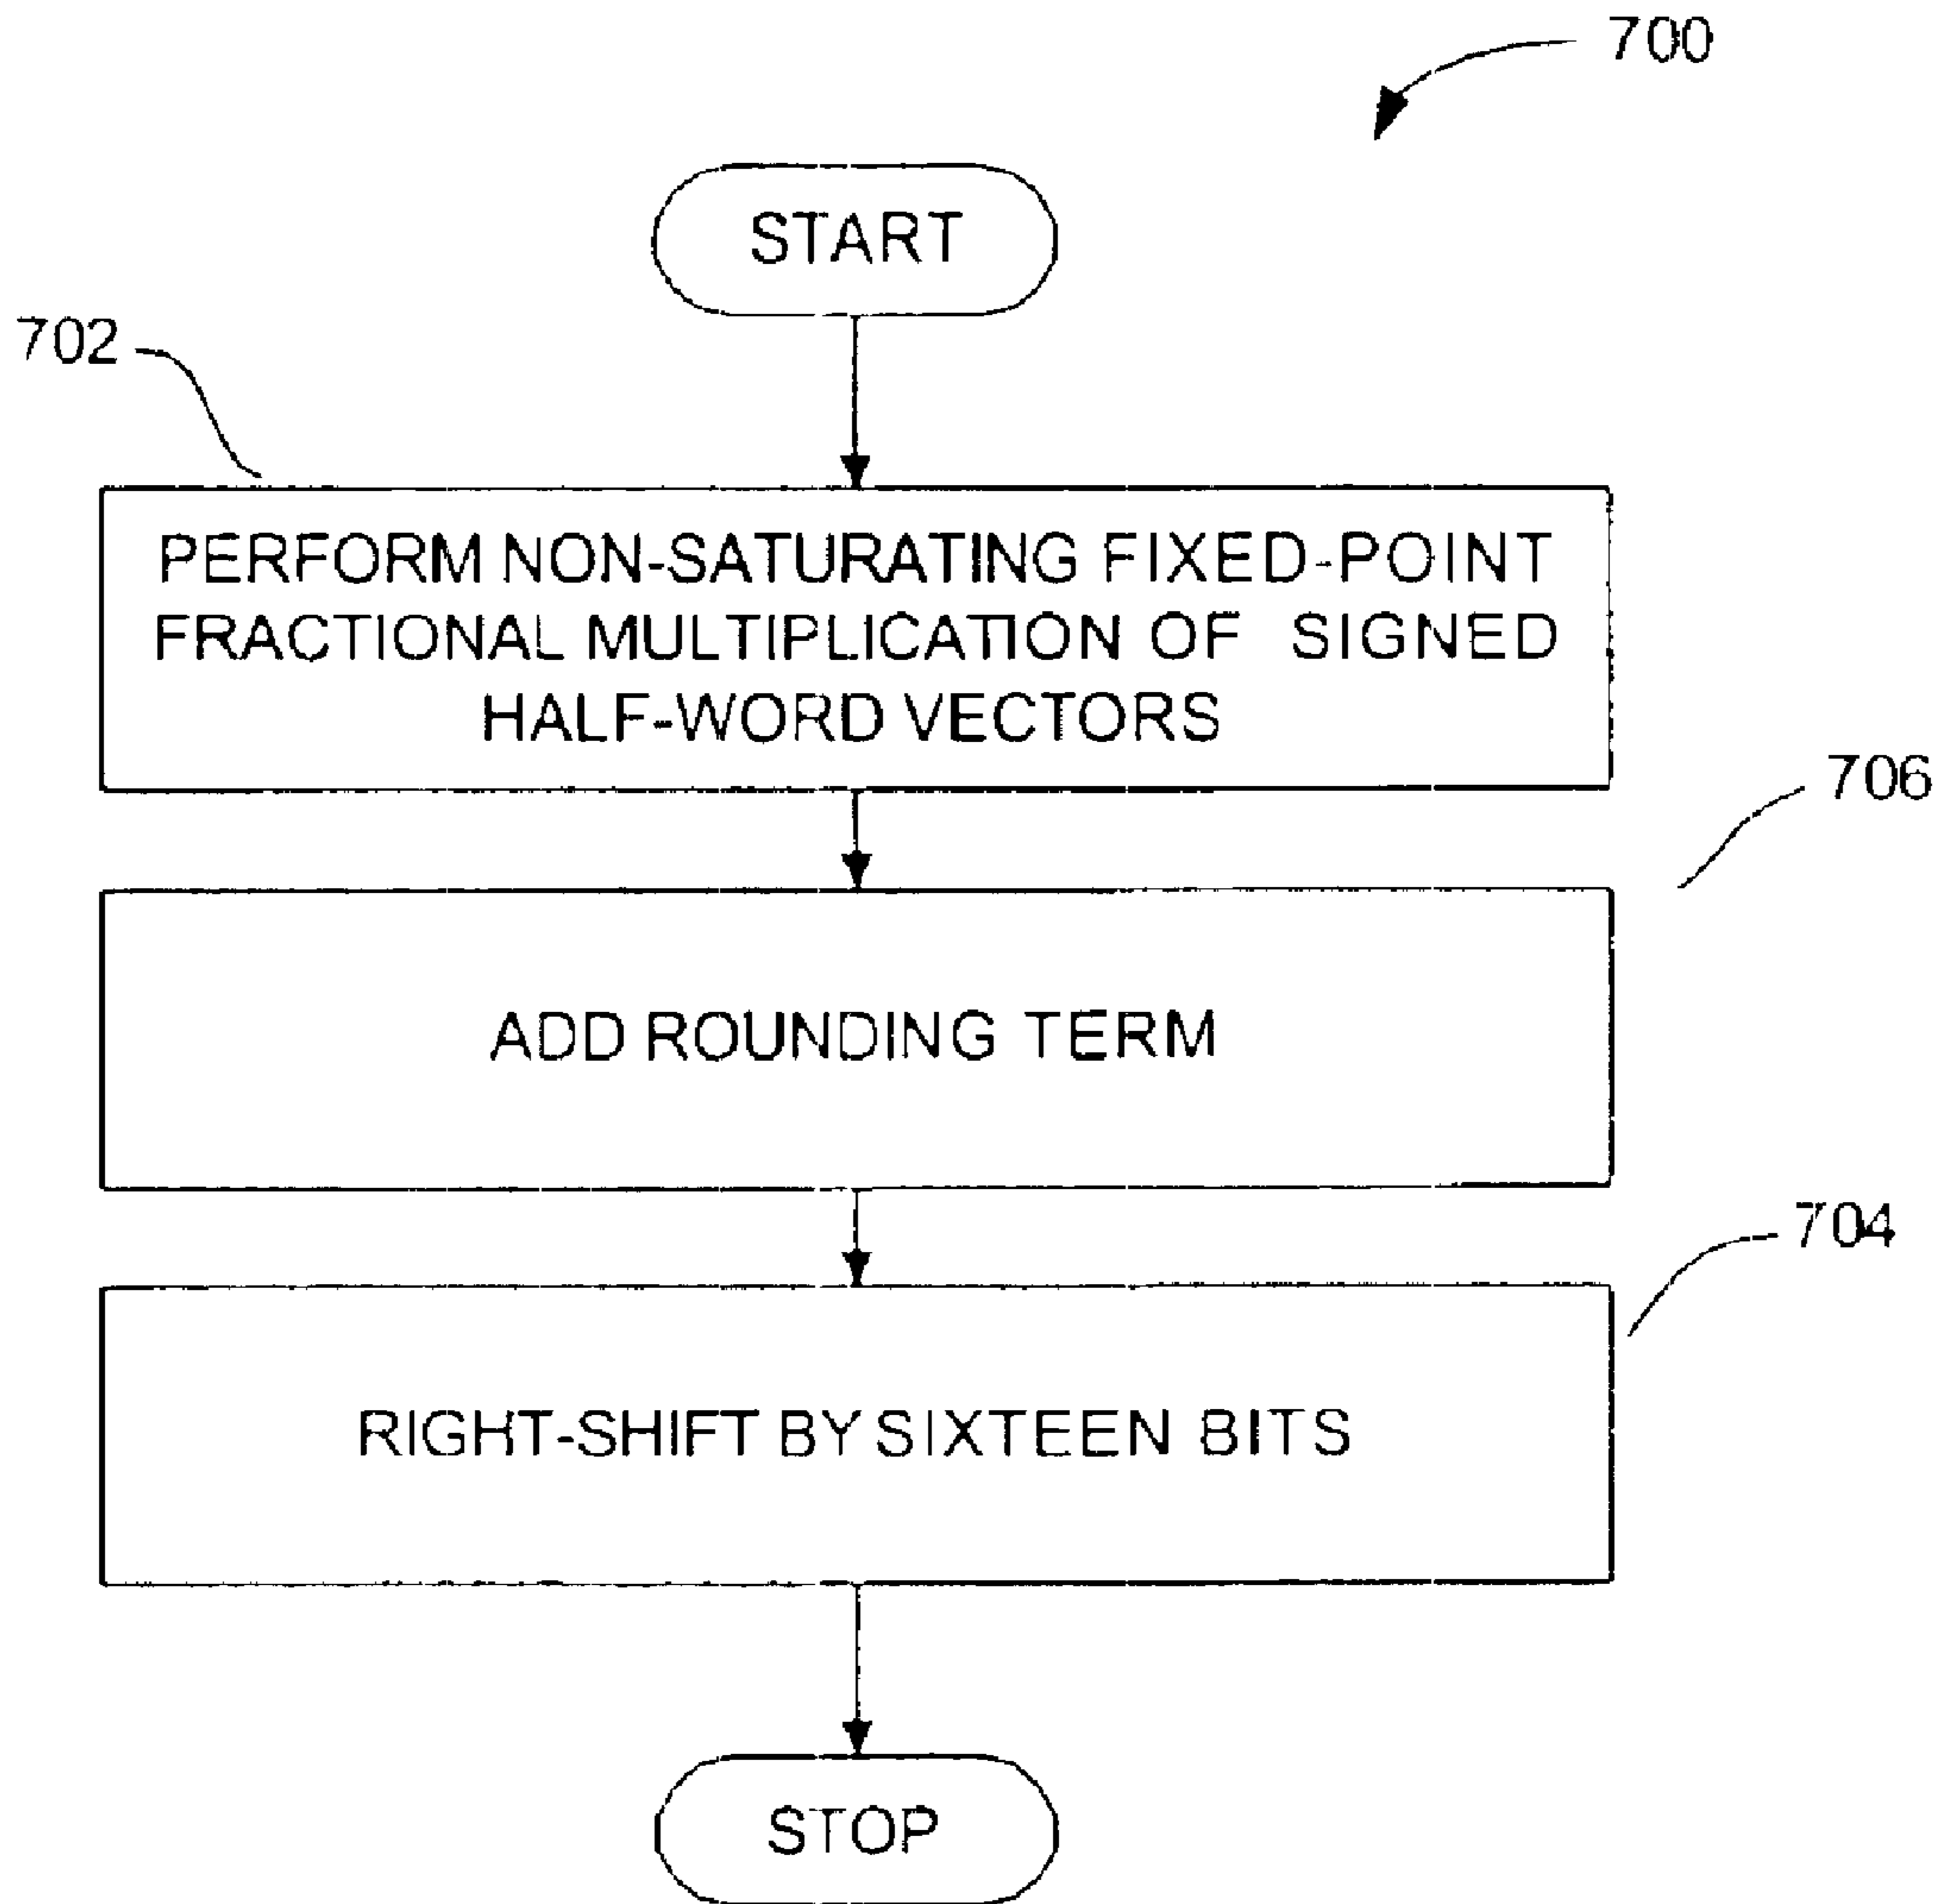 700
START
702
PERFORM NON-SATURATING FIXED-POINT
FRACTIONAL MULTIPLICATION OF SIGNED
HALF-WORD VECTORS
706
ADD ROUNDING TERM
704
RIGHT-SHIFT BY SIXTEEN BITS
STOP